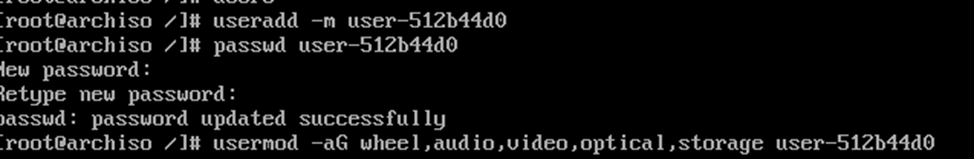 [root@archiso /]# useradd -m user-512b44d0
[root@archiso /]# passwd user-512b44d0
New password:
Retype new password:
passwd: password updated successfully
[root@archiso /]# usermod -aG wheel,audio,video,optical,storage user-512b44d0